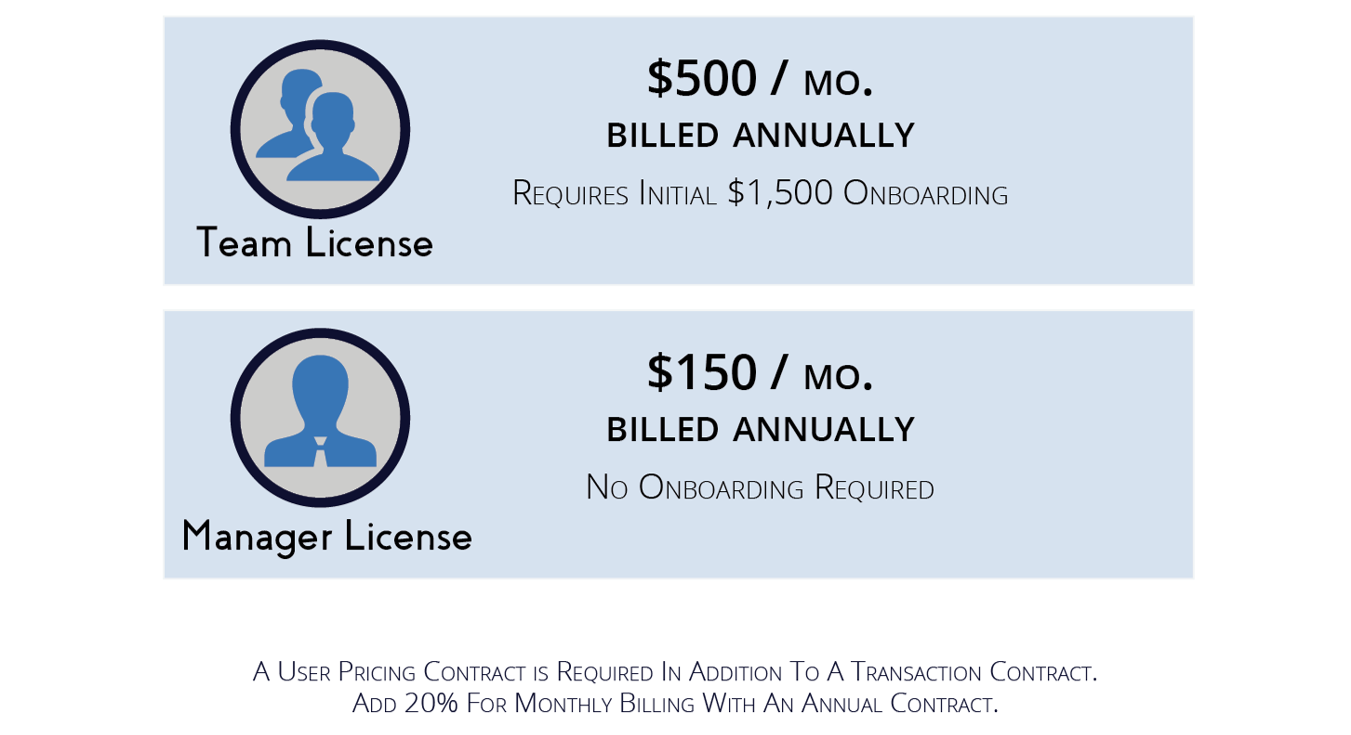 $500 / mo.
billed annually
Requires Initial $1,500 Onboarding
Team License
$150 / mo.
billed annually
No Onboarding Required
Manager License
A User Pricing Contract is Required In Addition To A Transaction Contract.
Add 20% For Monthly Billing With An Annual Contract.